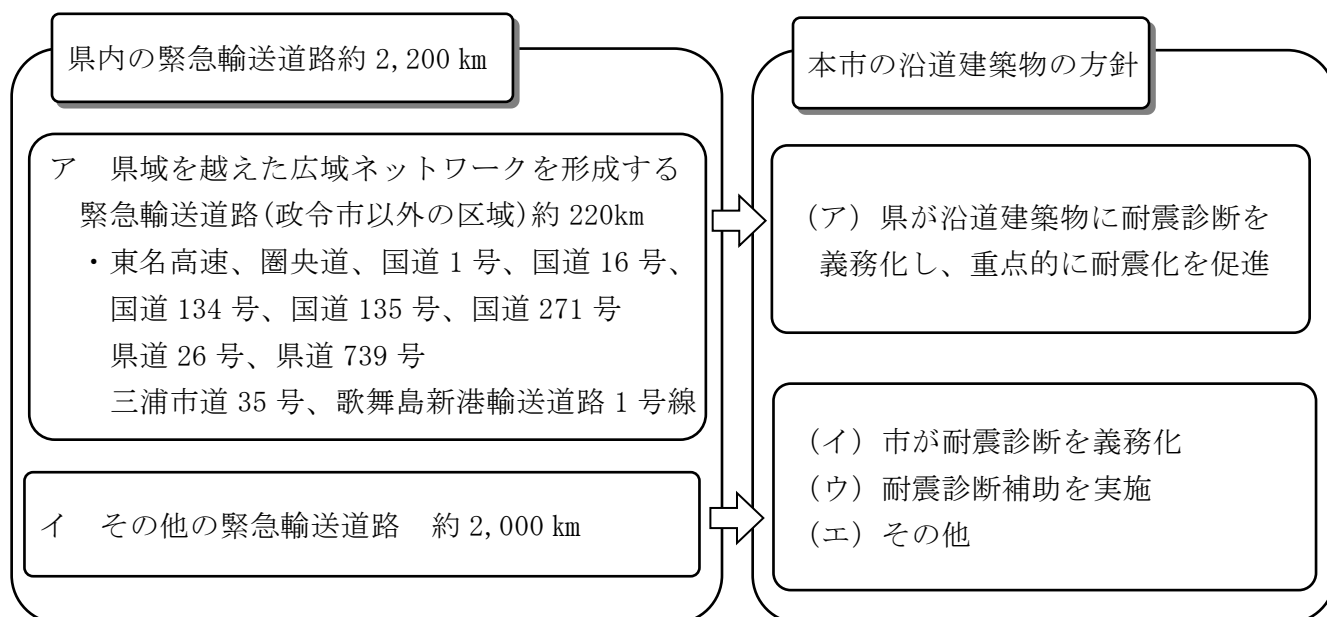 県内の緊急輸送道路約 2,200 ㎞
ア　県域を越えた広域ネットワークを形成する
緊急輸送道路(政令市以外の区域)約 220km
・東名高速、圏央道、国道 1 号、国道 16 号、
国道 134 号、国道 135 号、国道 271 号
県道 26 号、県道 739 号
三浦市道 35 号、歌舞島新港輸送道路 1 号線
イ　その他の緊急輸送道路　約 2,000 ㎞
本市の沿道建築物の方針
（ア）県が沿道建築物に耐震診断を
義務化し、重点的に耐震化を促進
（イ）市が耐震診断を義務化
（ウ）耐震診断補助を実施
（エ）その他